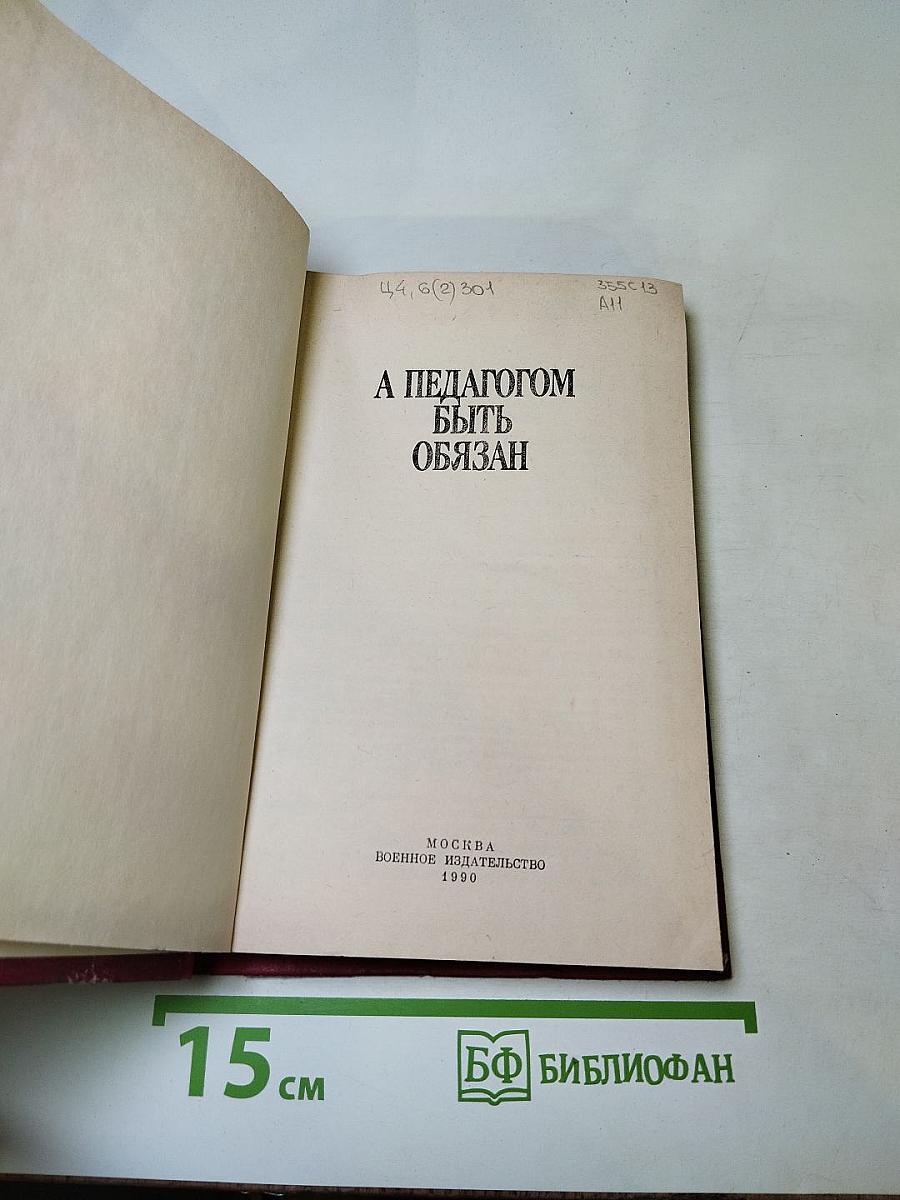 Ц4,6(2)301
355С13
А11
А ПЕДАГОГОМ
БЫТЬ
ОБЯЗАН
МОСКВА
ВОЕННОЕ ИЗДАТЕЛЬСТВО
1990
15 см
БФ БИБЛИОФАН